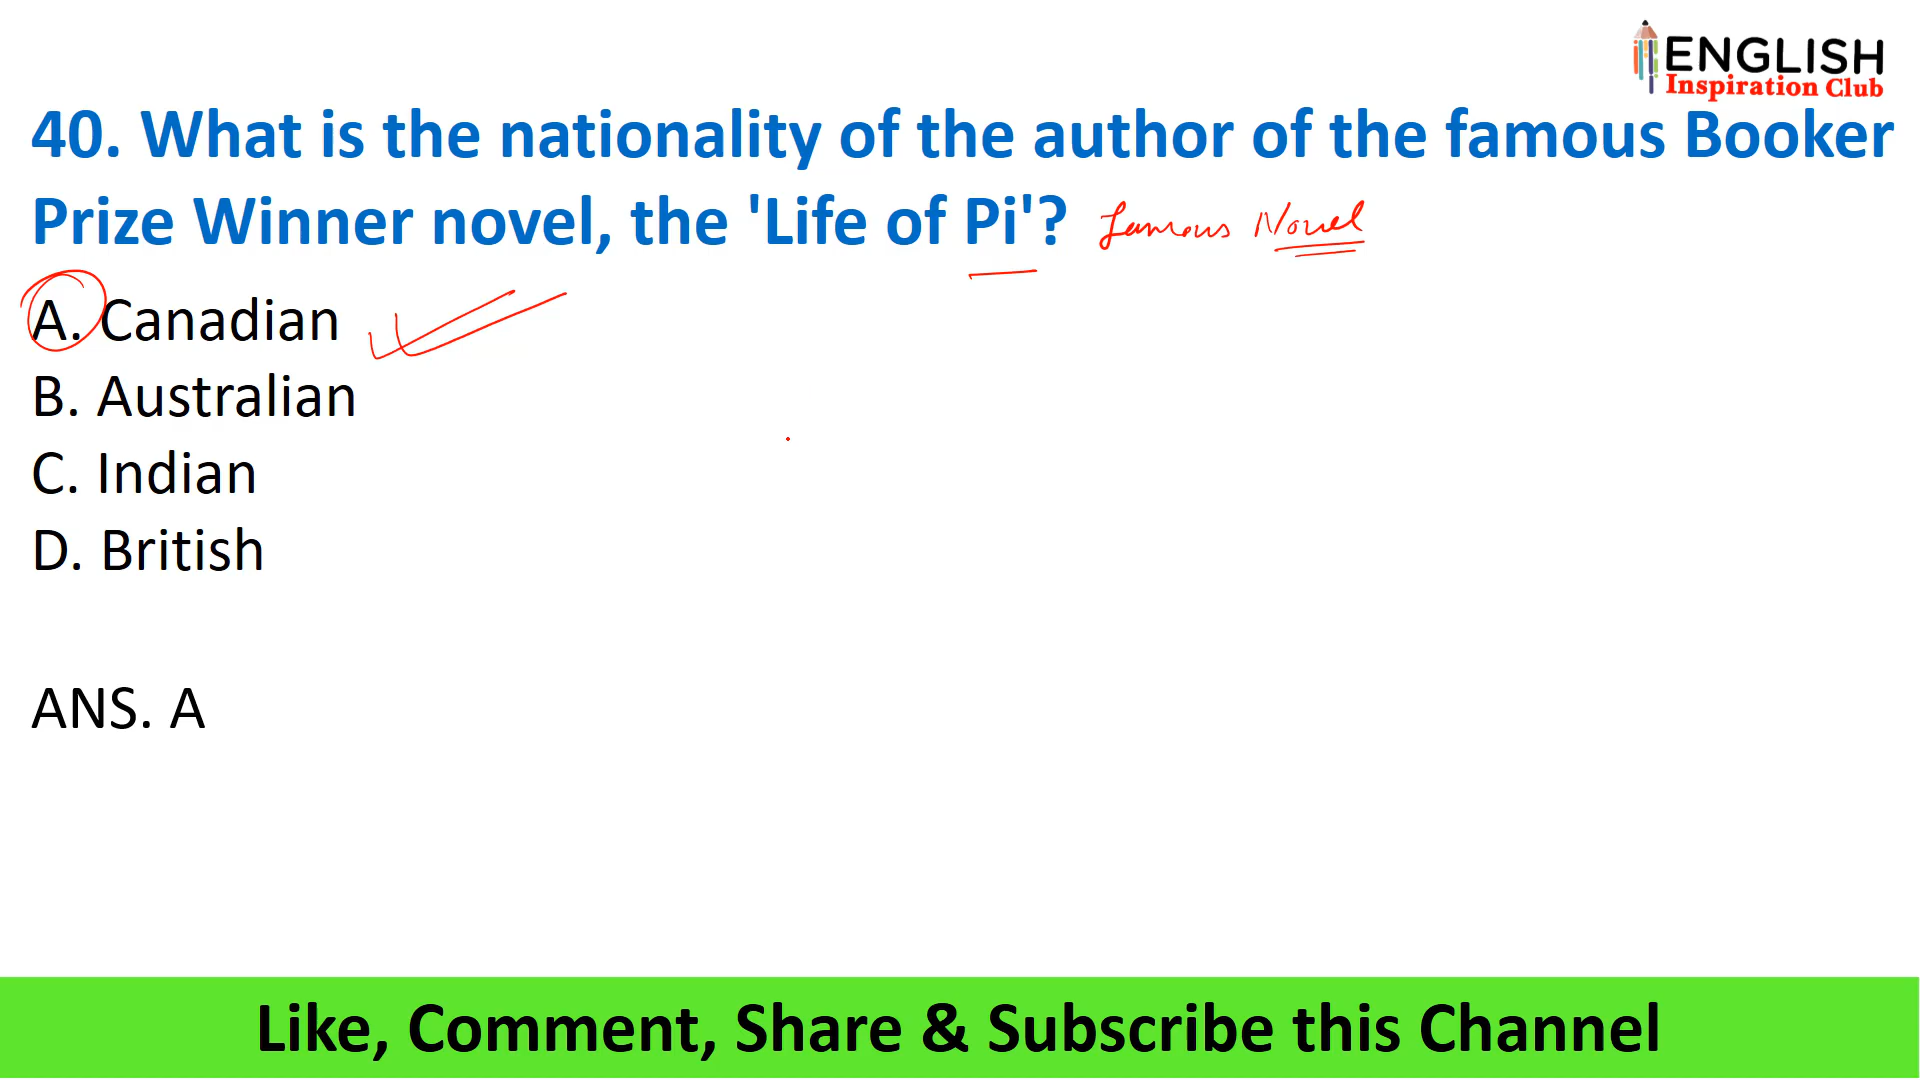 ENGLISH
Inspiration Club
40. What is the nationality of the author of the famous Booker
Prize Winner novel, the 'Life of Pi'? Famous Novel
A. Canadian
B. Australian
C. Indian
D. British
ANS. A
Like, Comment, Share & Subscribe this Channel